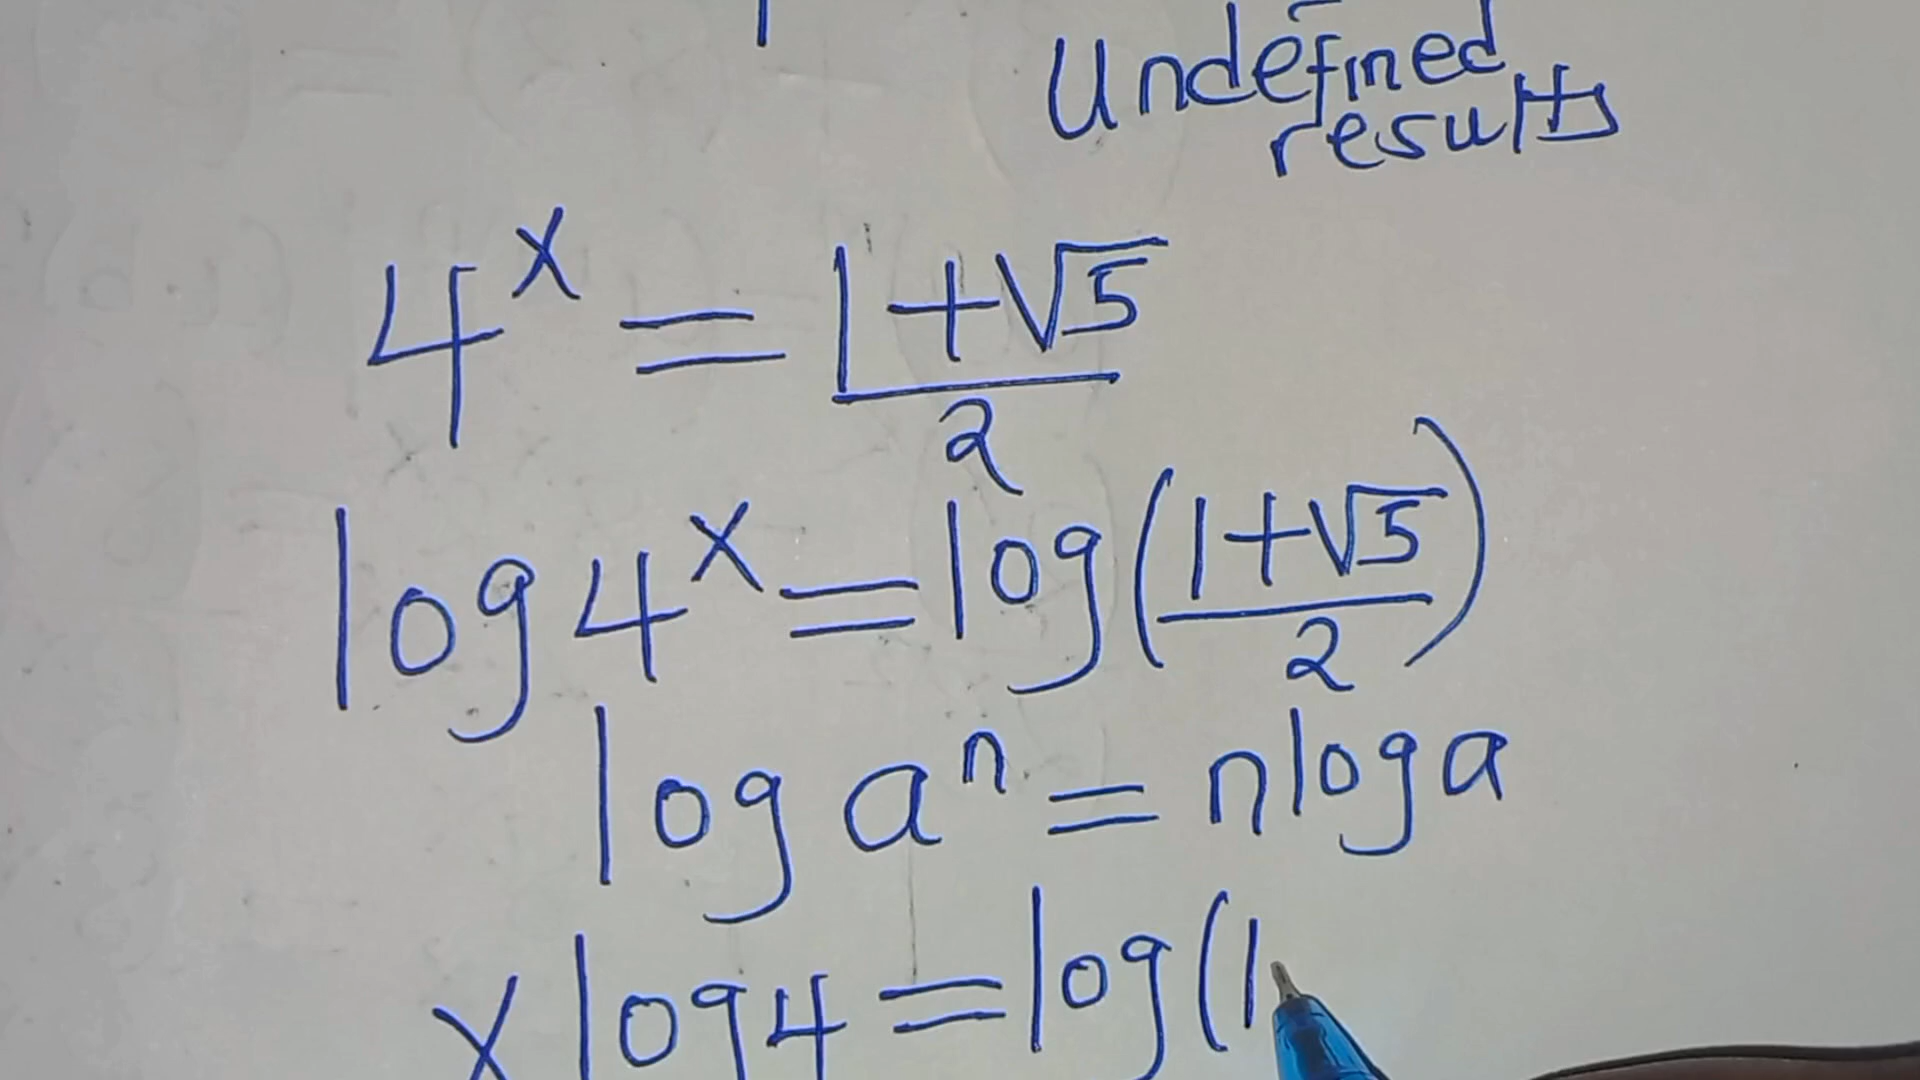 Undefined
results
4^x = (1+√5)/2
log 4^x = log((1+√5)/2)
log a^n = n log a
x log 4 = log(1